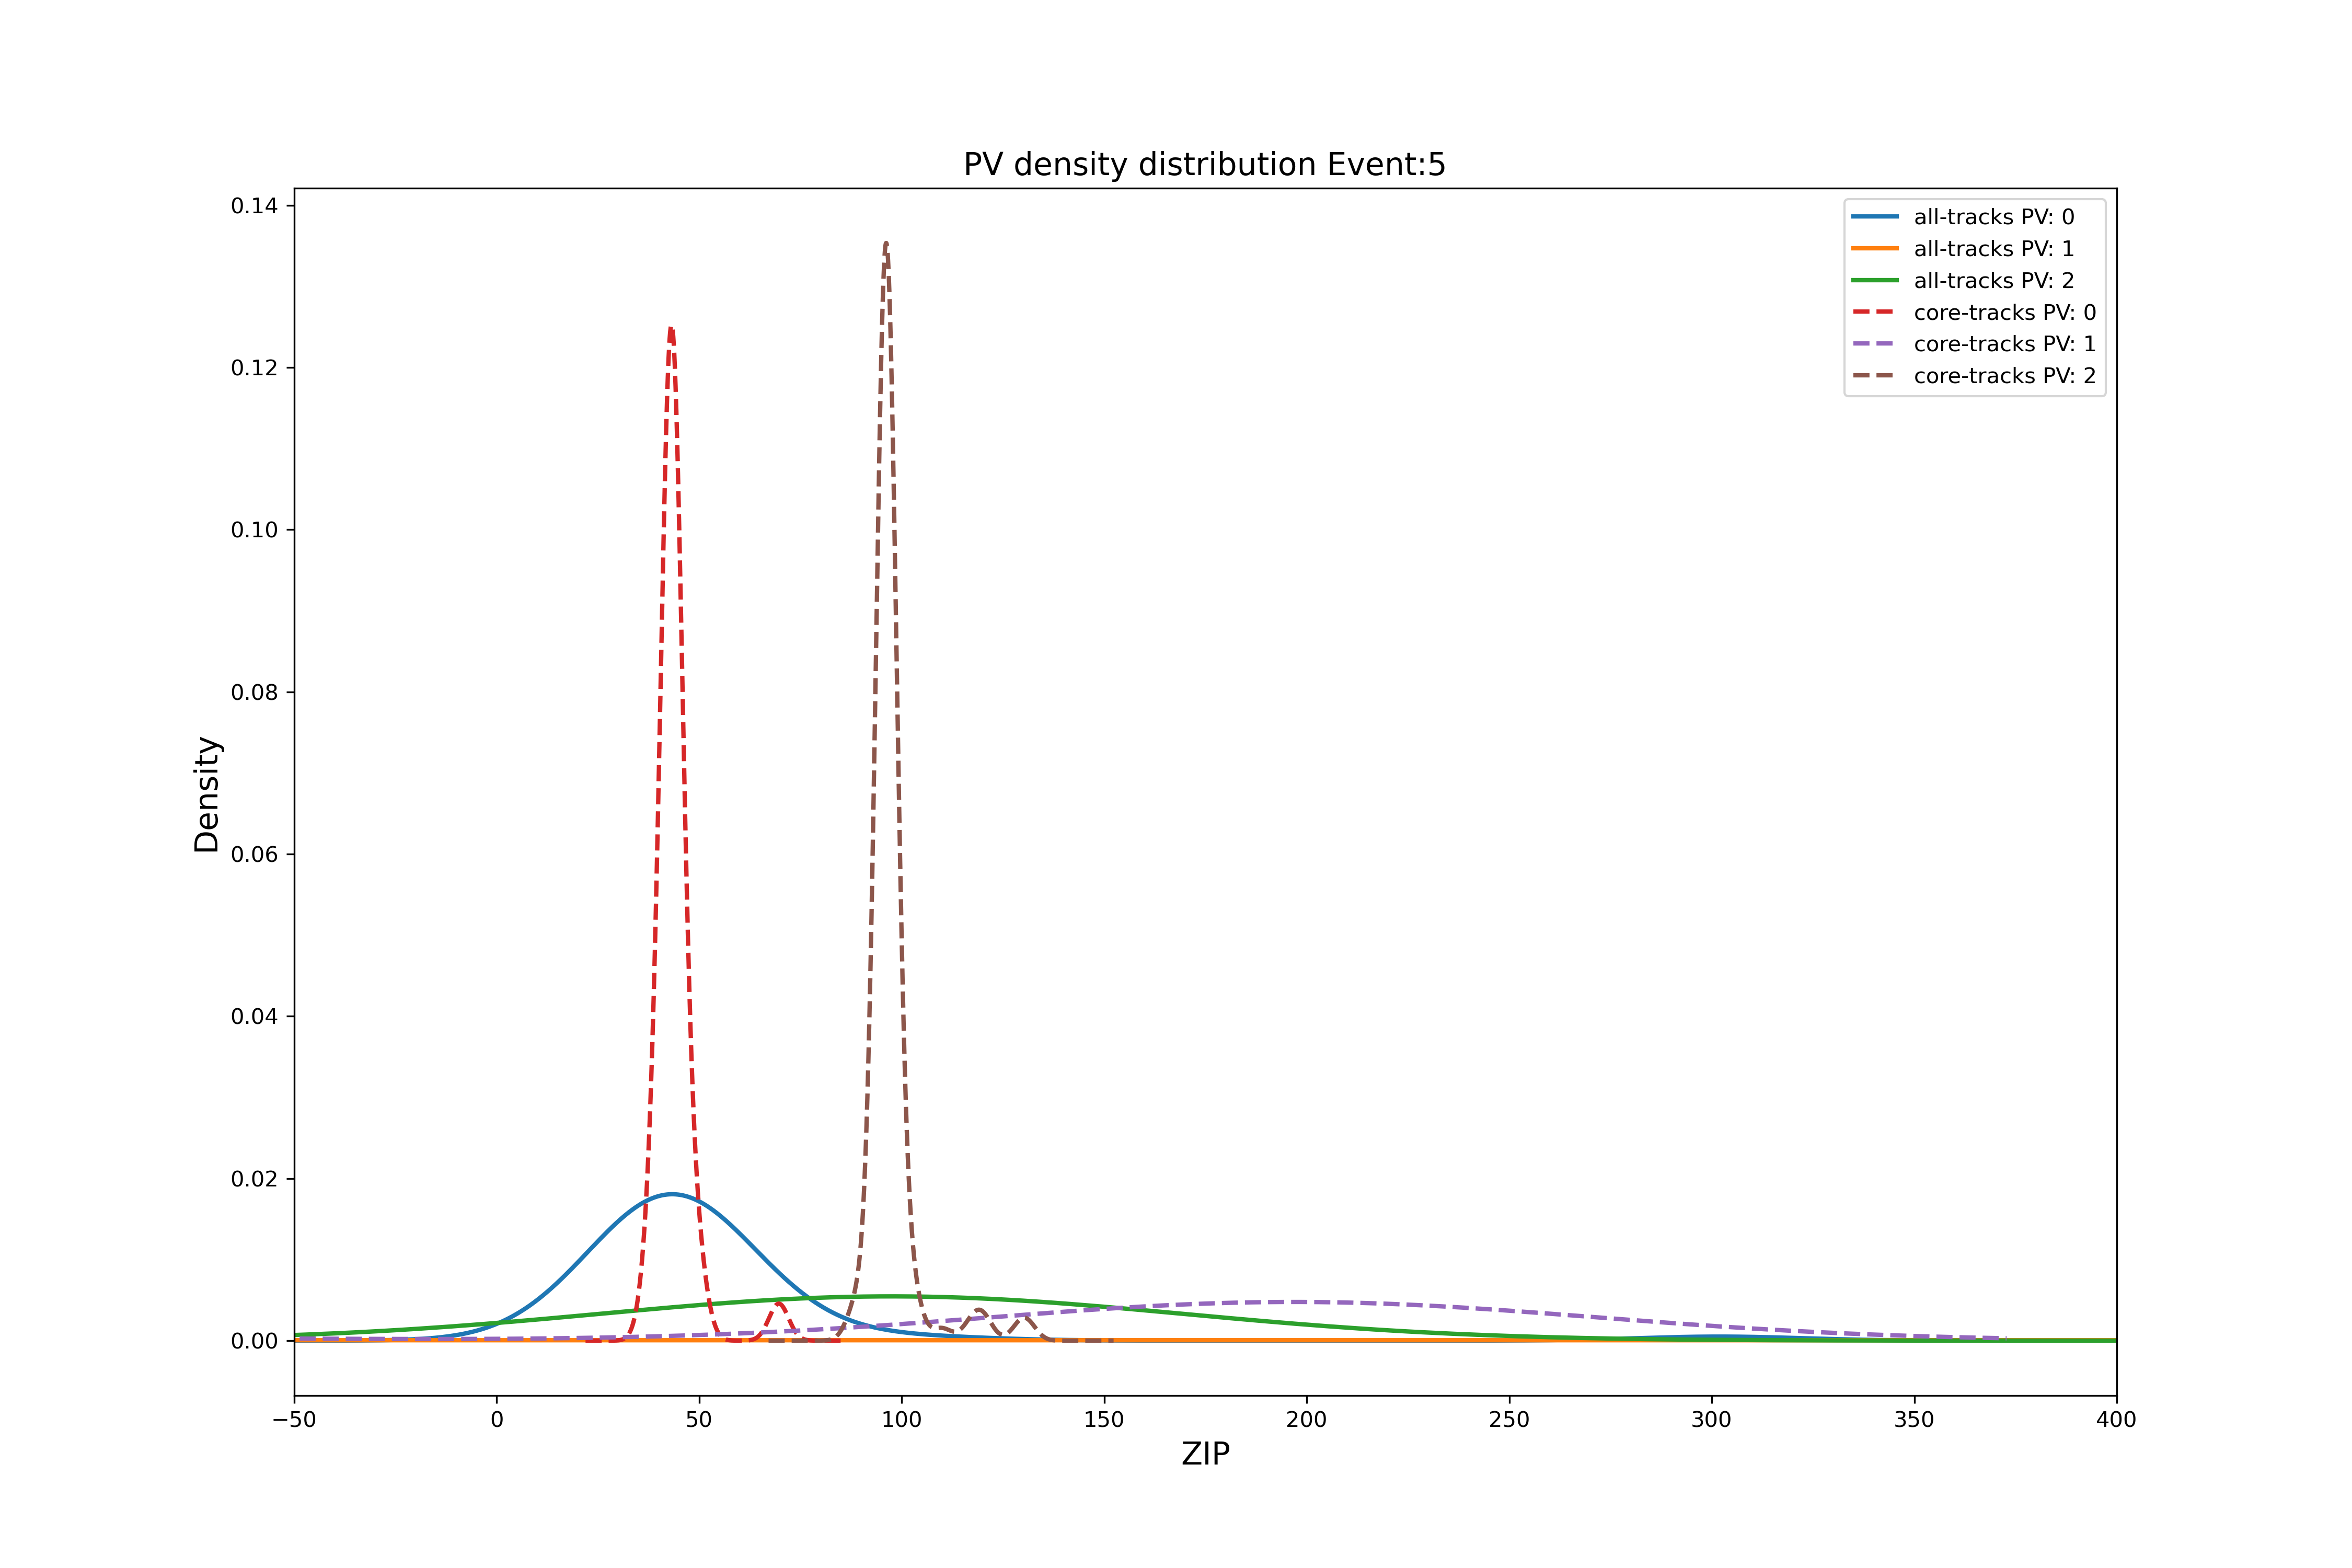 PV density distribution Event:5
all-tracks PV: 0
all-tracks PV: 1
all-tracks PV: 2
core-tracks PV: 0
core-tracks PV: 1
core-tracks PV: 2
Density
0.14
0.12
0.10
0.08
0.06
0.04
0.02
0.00
−50 0 50 100 150 200 250 300 350 400
ZIP